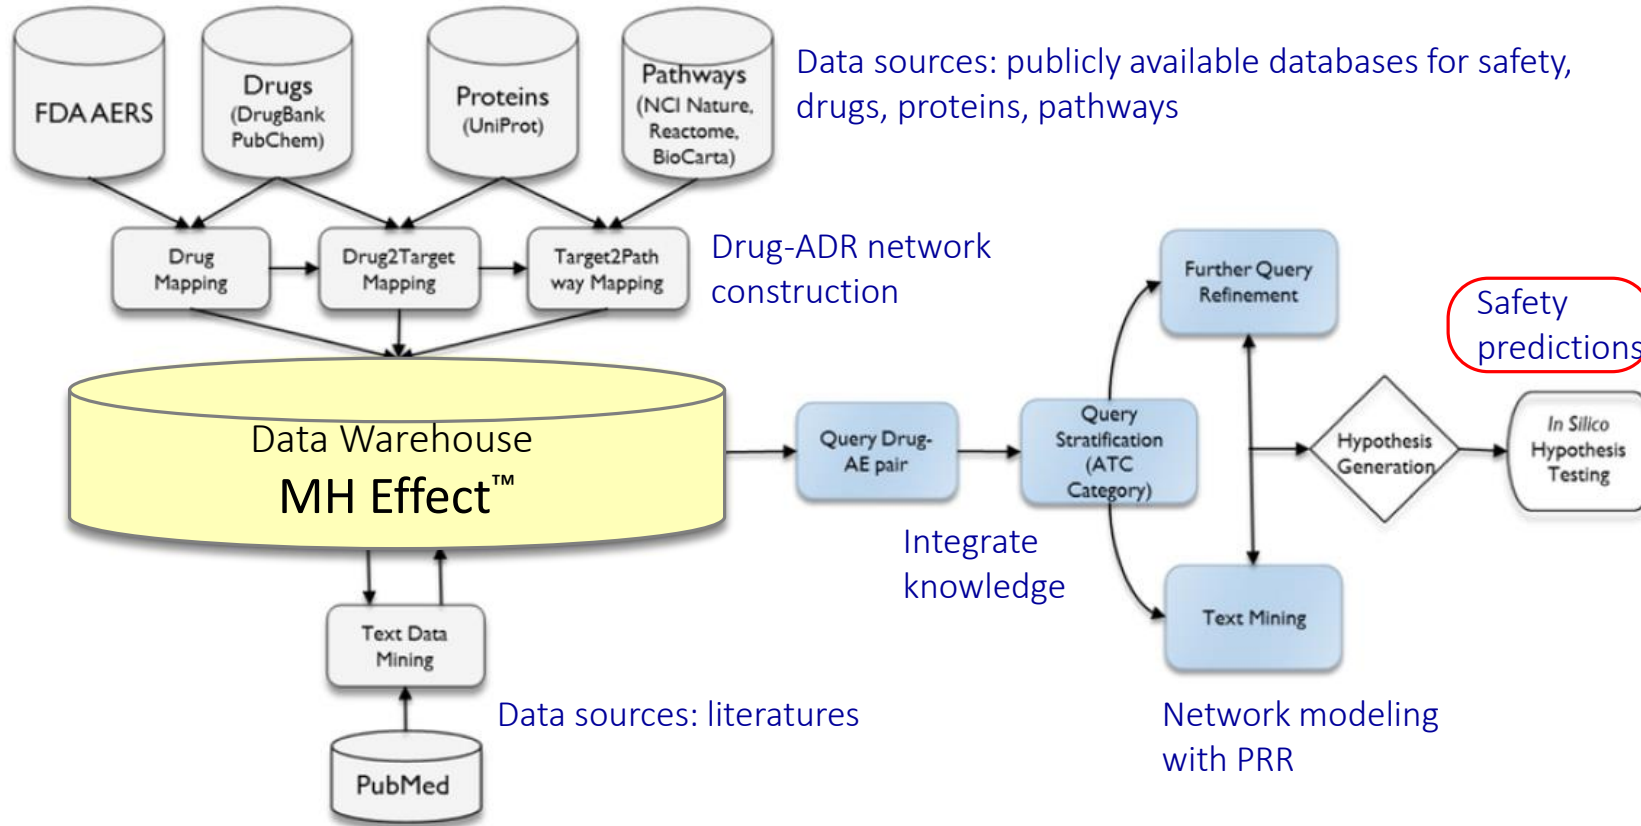 FDA AERS
Drugs
(DrugBank
PubChem)
Proteins
(UniProt)
Pathways
(NCI Nature,
Reactome,
BioCarta)
Data sources: publicly available databases for safety,
drugs, proteins, pathways
Drug
Mapping
Drug2Target
Mapping
Target2Path
way Mapping
Drug-ADR network
construction
Further Query
Refinement
Safety
predictions
Data Warehouse
MH Effect™
Query Drug-
AE pair
Query
Stratification
(ATC
Category)
Hypothesis
Generation
In Silico
Hypothesis
Testing
Integrate
knowledge
Text Mining
Text Data
Mining
Data sources: literatures
Network modeling
with PRR
PubMed